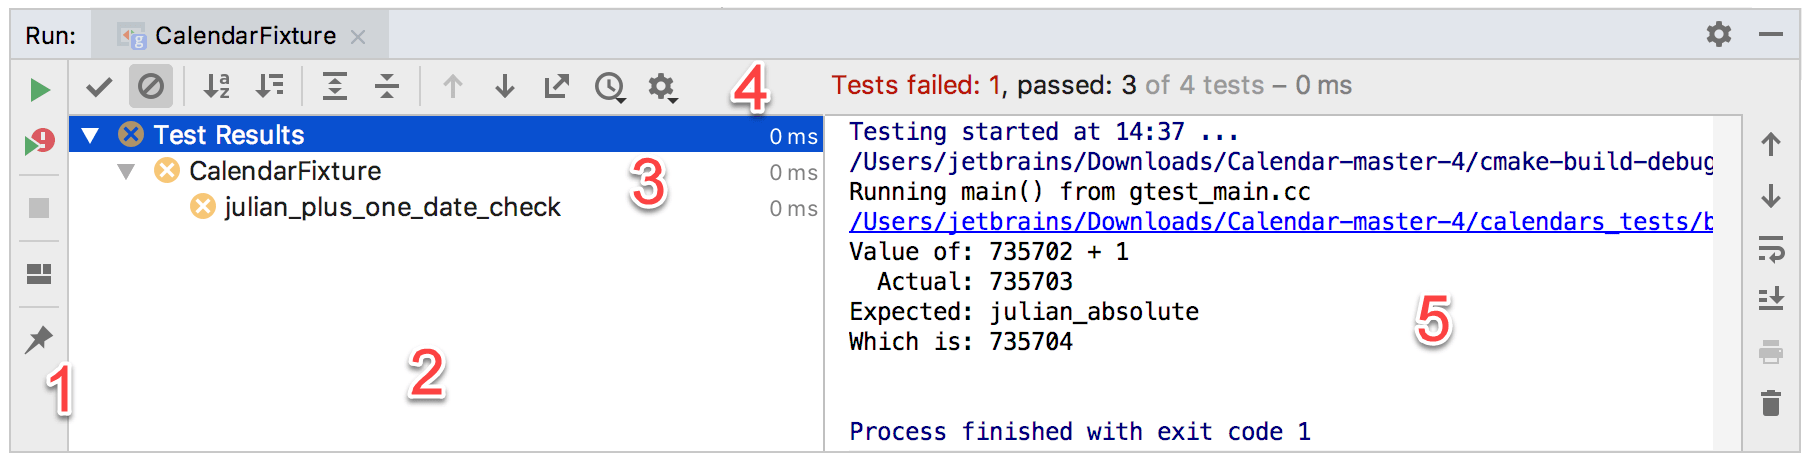 Run: CalendarFixture
4
Tests failed: 1, passed: 3 of 4 tests – 0 ms
Test Results 0 ms
CalendarFixture 0 ms
julian_plus_one_date_check 0 ms
3
1
2
Testing started at 14:37 ...
/Users/jetbrains/Downloads/Calendar-master-4/cmake-build-debug
Running main() from gtest_main.cc
/Users/jetbrains/Downloads/Calendar-master-4/calendars_tests/b
Value of: 735702 + 1
Actual: 735703
Expected: julian_absolute
Which is: 735704
5
Process finished with exit code 1